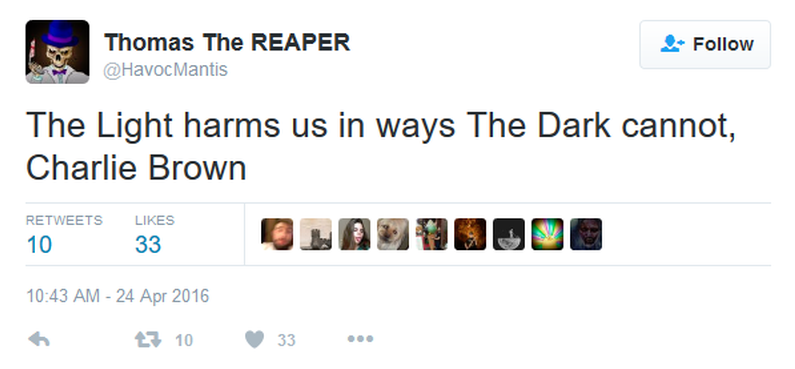 Thomas The REAPER
@HavocMantis
Follow
The Light harms us in ways The Dark cannot,
Charlie Brown
RETWEETS LIKES
10 33
10:43 AM - 24 Apr 2016
10 33